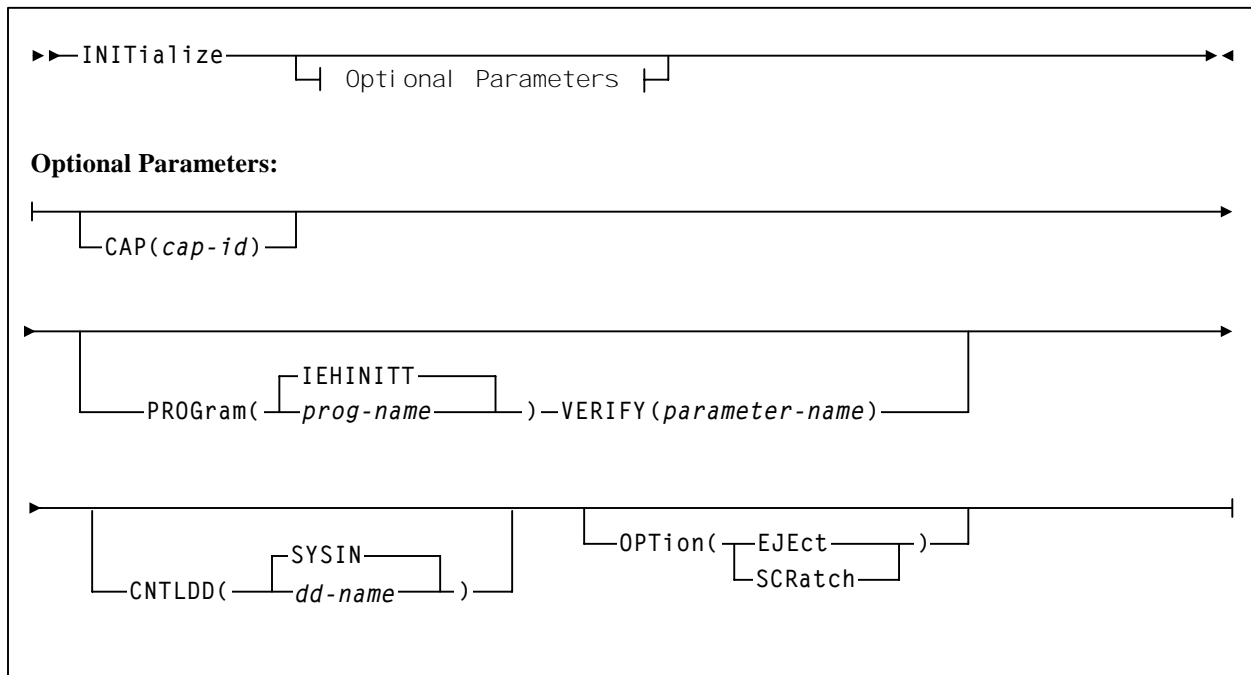 INITialize
Optional Parameters
Optional Parameters:
CAP(cap-id)
IEHINITT
PROGram( prog-name ) VERIFY(parameter-name)
SYSIN
CNTLDD( dd-name )
OPTion( EJEct )
SCRatch